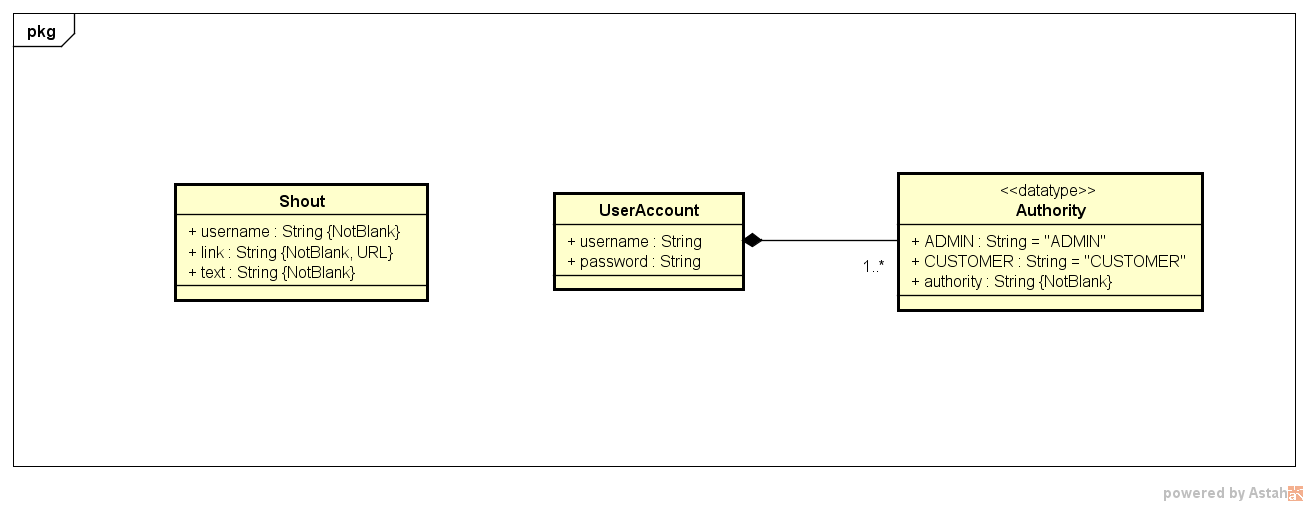 pkg
Shout
+ username : String {NotBlank}
+ link : String {NotBlank, URL}
+ text : String {NotBlank}
UserAccount
+ username : String
+ password : String
1..*
<<datatype>>
Authority
+ ADMIN : String = "ADMIN"
+ CUSTOMER : String = "CUSTOMER"
+ authority : String {NotBlank}
powered by Astah